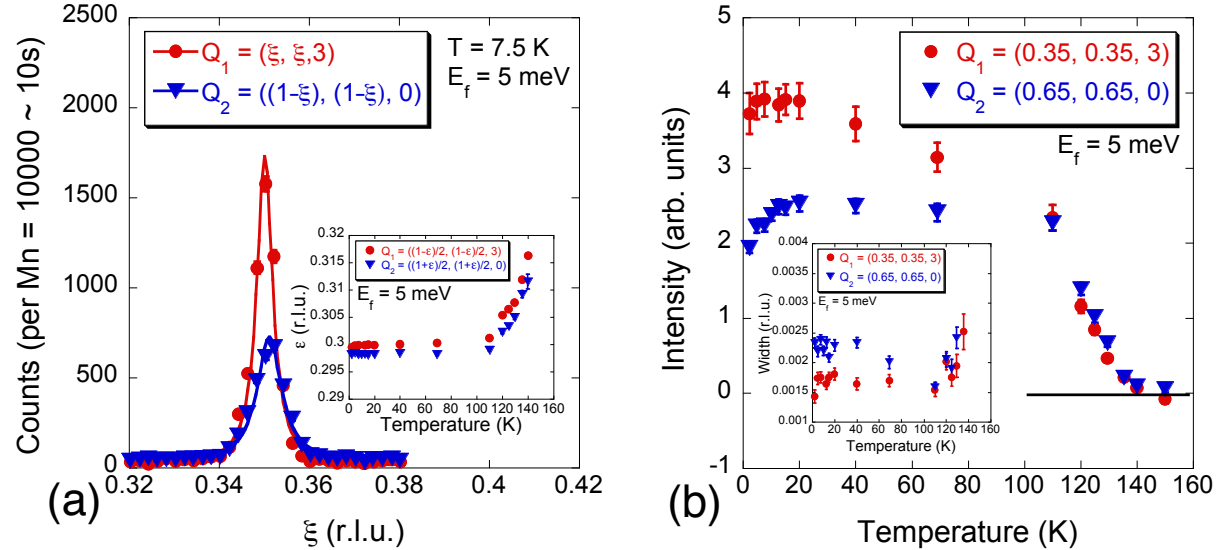 2500
2000
1500
1000
500
0
0.32
0.34
0.36
0.38
0.4
0.42
Counts (per Mn = 10000 ~ 10s)
ξ (r.l.u.)
(a)
Q1 = (ξ, ξ,3)
Q2 = ((1-ξ), (1-ξ), 0)
T = 7.5 K
Ef = 5 meV
0.32
0.315
0.31
0.305
0.3
0.295
0.29
0
20
40
60
80
100
120
140
160
ε (r.l.u.)
Temperature (K)
Q1 = ((1-ε)/2, (1-ε)/2, 3)
Q2 = ((1+ε)/2, (1+ε)/2, 0)
Ef = 5 meV
5
4
3
2
1
0
-1
0
20
40
60
80
100
120
140
160
Intensity (arb. units)
Temperature (K)
(b)
Q1 = (0.35, 0.35, 3)
Q2 = (0.65, 0.65, 0)
Ef = 5 meV
0.004
0.0035
0.003
0.0025
0.002
0.0015
0.001
0
20
40
60
80
100
120
140
160
Width (r.l.u.)
Temperature (K)
Q1 = (0.35, 0.35, 3)
Q2 = (0.65, 0.65, 0)
Ef = 5 meV